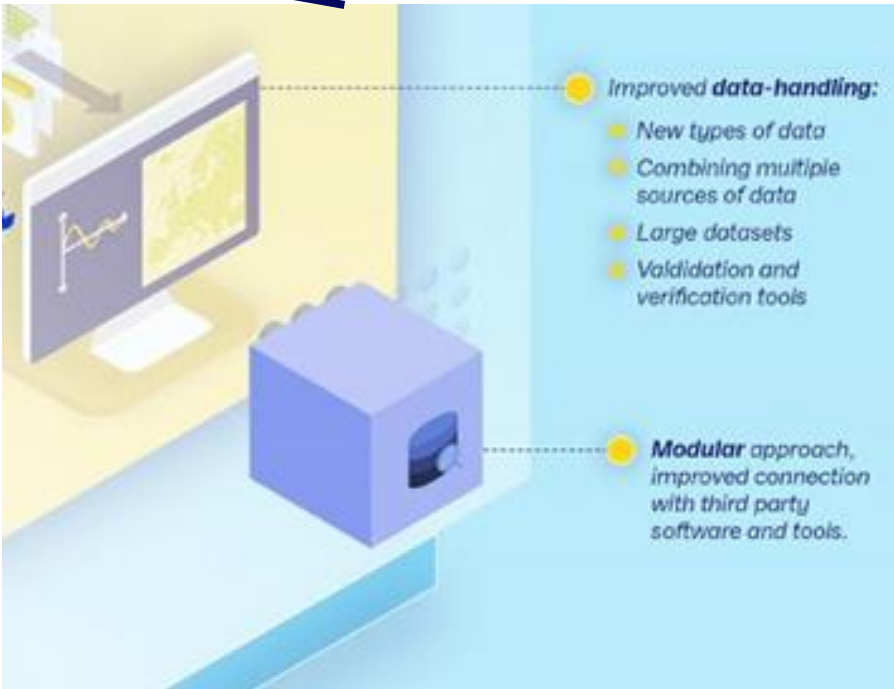 Improved data-handling:
New types of data
Combining multiple
sources of data
Large datasets
Valdidation and
verification tools
Modular approach,
improved connection
with third party
software and tools.